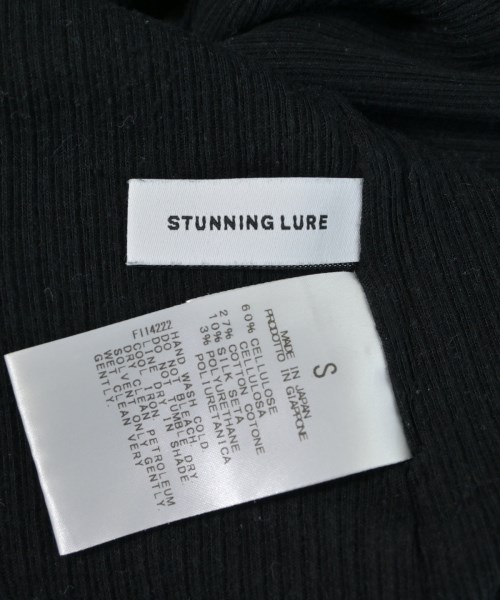 STUNNING LURE
S
MADE IN JAPAN
PRODOTTO IN GIAPPONE
60% CELLULOSE
CELLULOSA
27% COTTON COTONE
10% SILK SETA
3% POLYURETHANE
POLIURETANICA
HAND WASH COLD
DO NOT BLEACH.
DO NOT TUMBLE DRY
LINE DRY IN SHADE
COOL IRON
DRY CLEAN PETROLEUM
SOLVENT ONLY GENTLY.
WET CLEAN VERY
GENTLY.
F114222